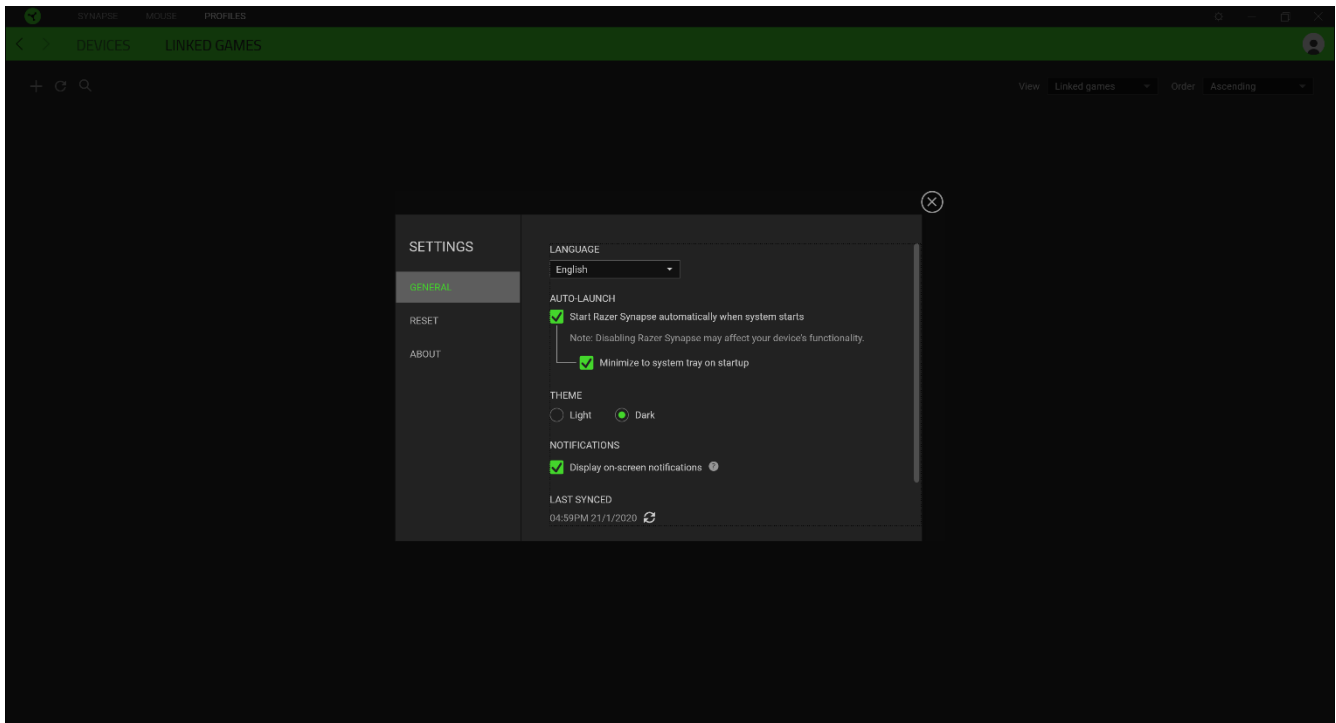 SYNAPSE MOUSE PROFILES
DEVICES LINKED GAMES
View Linked games Order Ascending
SETTINGS
GENERAL
RESET
ABOUT
LANGUAGE
English
AUTO-LAUNCH
Start Razer Synapse automatically when system starts
Note: Disabling Razer Synapse may affect your device's functionality.
Minimize to system tray on startup
THEME
Light Dark
NOTIFICATIONS
Display on-screen notifications ?
LAST SYNCED
04:59PM 21/1/2020